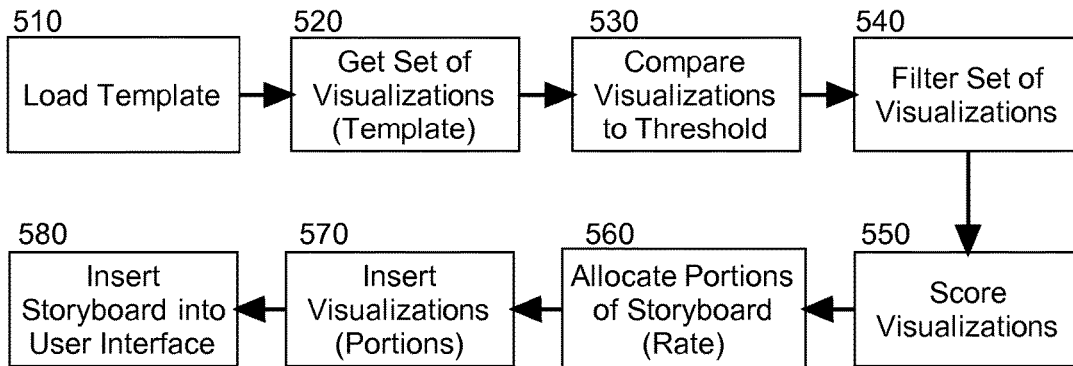 510
Load Template
520
Get Set of
Visualizations
(Template)
530
Compare
Visualizations
to Threshold
540
Filter Set of
Visualizations
550
Score
Visualizations
560
Allocate Portions
of Storyboard
(Rate)
570
Insert
Visualizations
(Portions)
580
Insert
Storyboard into
User Interface